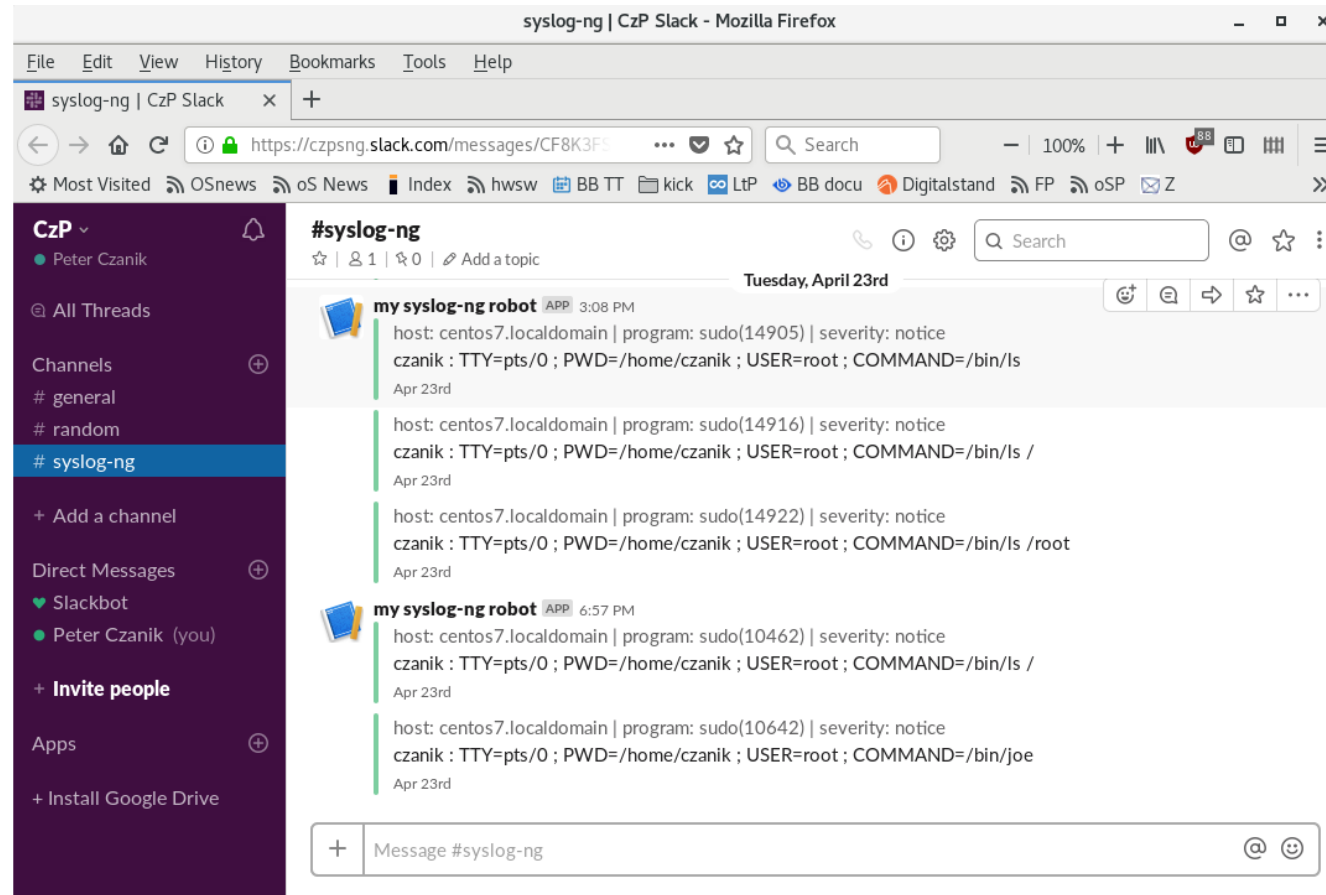 syslog-ng | CzP Slack - Mozilla Firefox
File Edit View History Bookmarks Tools Help
syslog-ng | CzP Slack
https://czpsng.slack.com/messages/CF8K3FS
Search
100%
88
Most Visited OSnews oS News Index hwsw BB TT kick LtP BB docu Digitalstand FP oSP Z
CzP
Peter Czanik
All Threads
Channels
# general
# random
# syslog-ng
+ Add a channel
Direct Messages
Slackbot
Peter Czanik (you)
+ Invite people
Apps
+ Install Google Drive
#syslog-ng
1 | 0 | Add a topic
Search
Tuesday, April 23rd
my syslog-ng robot APP 3:08 PM
host: centos7.localdomain | program: sudo(14905) | severity: notice
czanik : TTY=pts/0 ; PWD=/home/czanik ; USER=root ; COMMAND=/bin/ls
Apr 23rd
host: centos7.localdomain | program: sudo(14916) | severity: notice
czanik : TTY=pts/0 ; PWD=/home/czanik ; USER=root ; COMMAND=/bin/ls /
Apr 23rd
host: centos7.localdomain | program: sudo(14922) | severity: notice
czanik : TTY=pts/0 ; PWD=/home/czanik ; USER=root ; COMMAND=/bin/ls /root
Apr 23rd
my syslog-ng robot APP 6:57 PM
host: centos7.localdomain | program: sudo(10462) | severity: notice
czanik : TTY=pts/0 ; PWD=/home/czanik ; USER=root ; COMMAND=/bin/ls /
Apr 23rd
host: centos7.localdomain | program: sudo(10642) | severity: notice
czanik : TTY=pts/0 ; PWD=/home/czanik ; USER=root ; COMMAND=/bin/joe
Apr 23rd
Message #syslog-ng